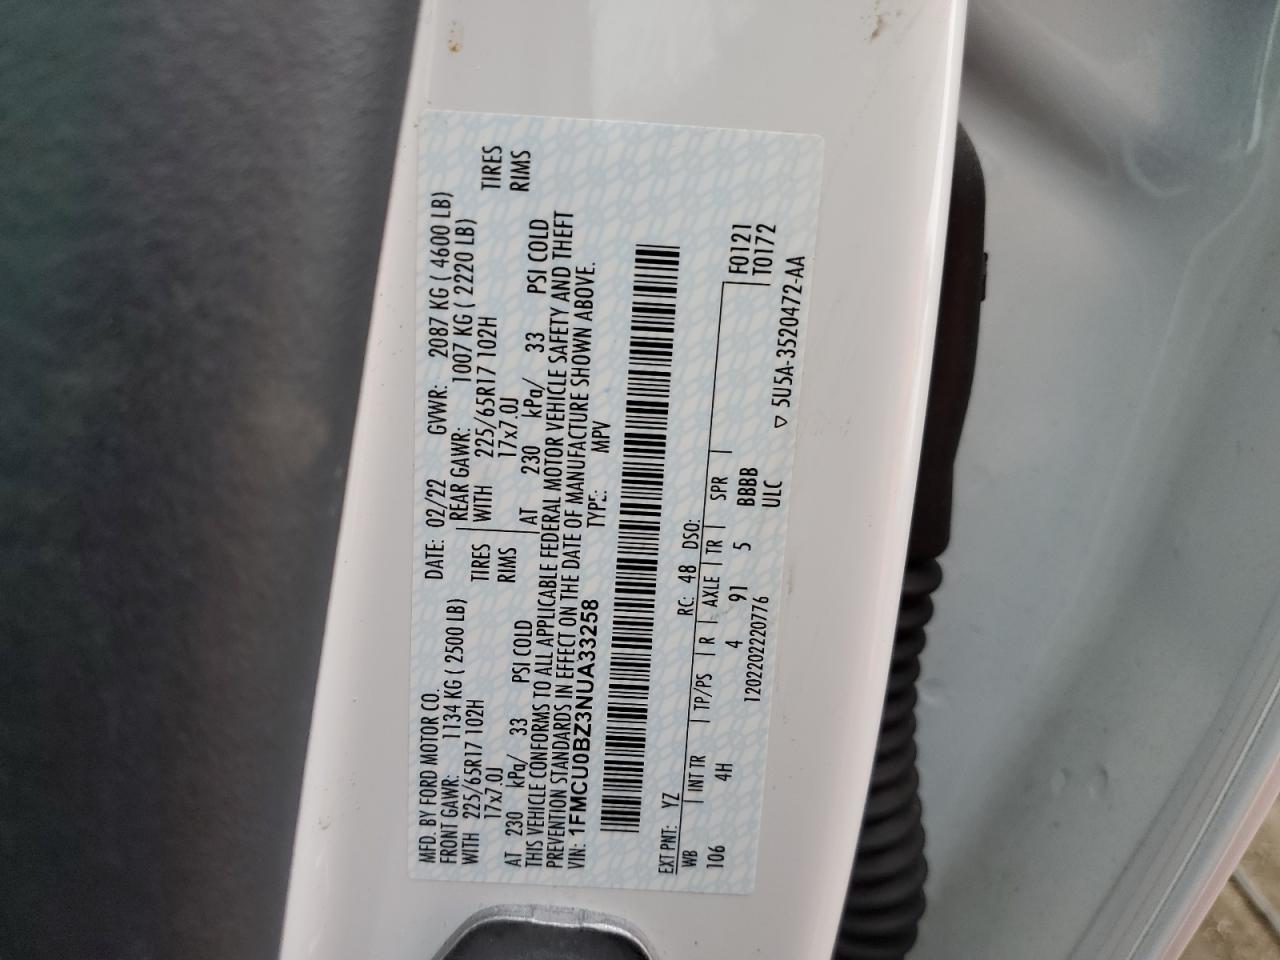 MFD. BY FORD MOTOR CO. DATE: 02/22 GVWR: 2087 KG ( 4600 LB)
FRONT GAWR: 1134 KG ( 2500 LB) REAR GAWR: 1007 KG ( 2220 LB)
WITH 225/65R17 102H TIRES WITH 225/65R17 102H TIRES
17x7.0J RIMS 17x7.0J RIMS
AT 230 kPa/ 33 PSI COLD AT 230 kPa/ 33 PSI COLD
THIS VEHICLE CONFORMS TO ALL APPLICABLE FEDERAL MOTOR VEHICLE SAFETY AND THEFT
PREVENTION STANDARDS IN EFFECT ON THE DATE OF MANUFACTURE SHOWN ABOVE.
VIN: 1FMCU0BZ3NUA33258 TYPE: MPV
EXT PNT: YZ RC: 48 DSO:
WB INT TR TP/PS R AXLE TR SPR F0121
106 4H 4 91 5 BBBB T0172
1202202220776 ULC
▽ 5U5A-3520472-AA